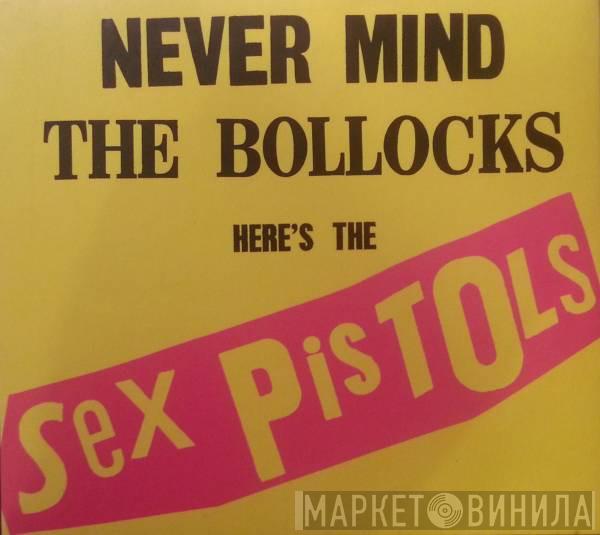 NEVER MIND
THE BOLLOCKS
HERE'S THE
Sex PisTOLs
МАРКЕТ ВИНИЛА